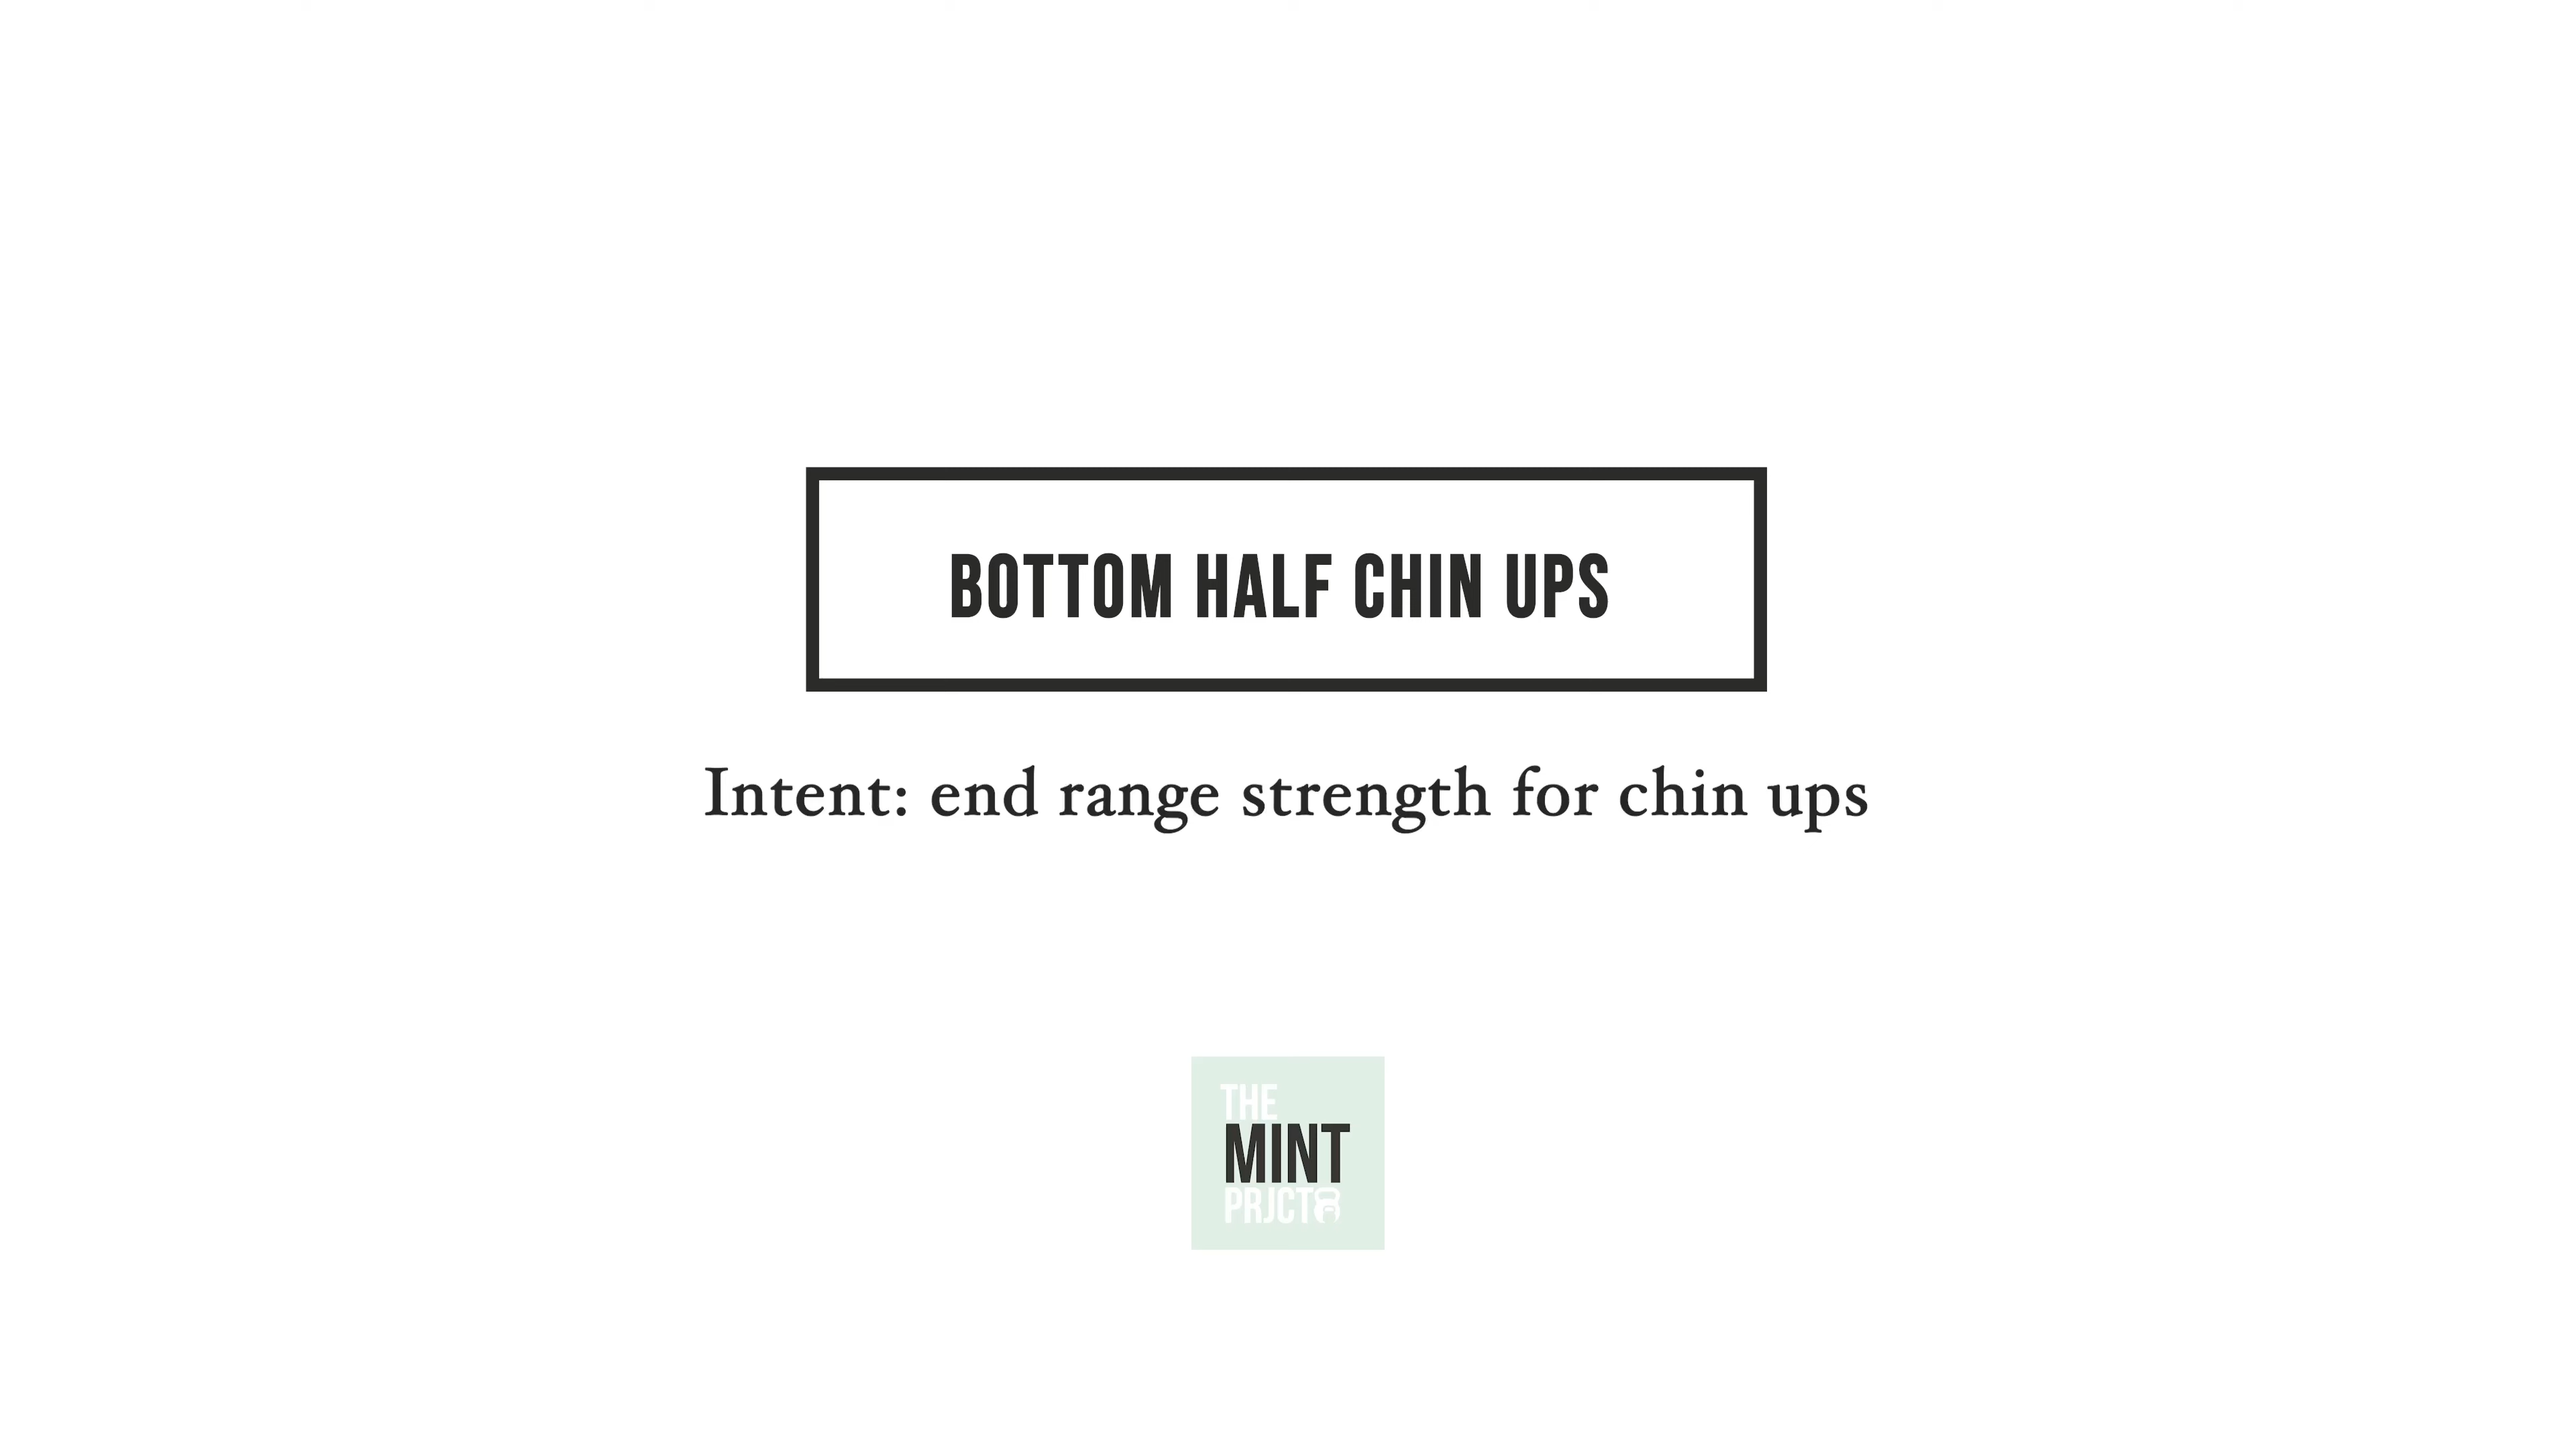 BOTTOM HALF CHIN UPS
Intent: end range strength for chin ups
THE
MINT
PRJCT